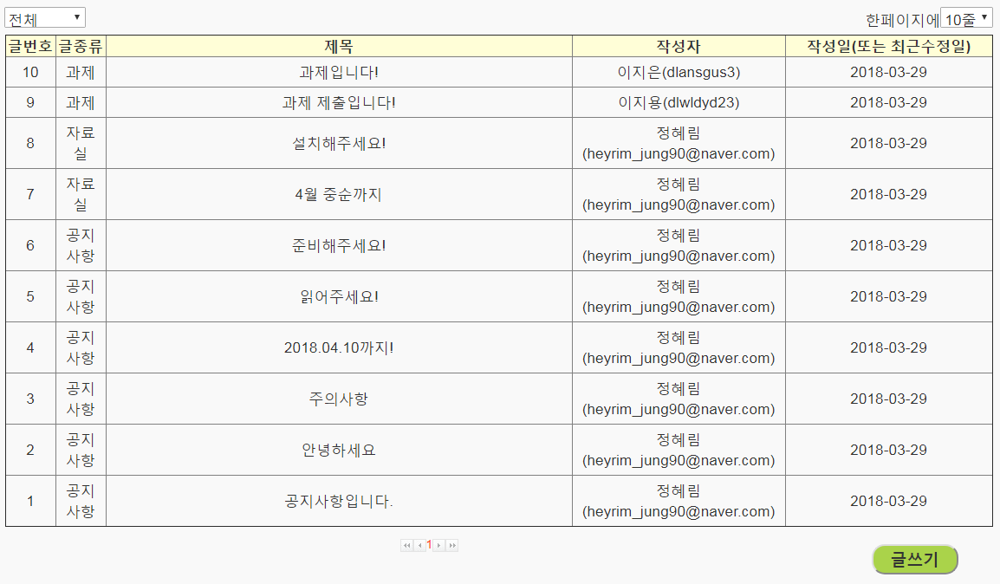 전체 한페이지에 10줄
글번호 글종류 제목 작성자 작성일(또는 최근수정일)
10 과제 과제입니다! 이지은(dlansgus3) 2018-03-29
9 과제 과제 제출입니다! 이지용(dlwldyd23) 2018-03-29
8 자료실 설치해주세요! 정혜림(heyrim_jung90@naver.com) 2018-03-29
7 자료실 4월 중순까지 정혜림(heyrim_jung90@naver.com) 2018-03-29
6 공지사항 준비해주세요! 정혜림(heyrim_jung90@naver.com) 2018-03-29
5 공지사항 읽어주세요! 정혜림(heyrim_jung90@naver.com) 2018-03-29
4 공지사항 2018.04.10까지! 정혜림(heyrim_jung90@naver.com) 2018-03-29
3 공지사항 주의사항 정혜림(heyrim_jung90@naver.com) 2018-03-29
2 공지사항 안녕하세요 정혜림(heyrim_jung90@naver.com) 2018-03-29
1 공지사항 공지사항입니다. 정혜림(heyrim_jung90@naver.com) 2018-03-29
1
글쓰기